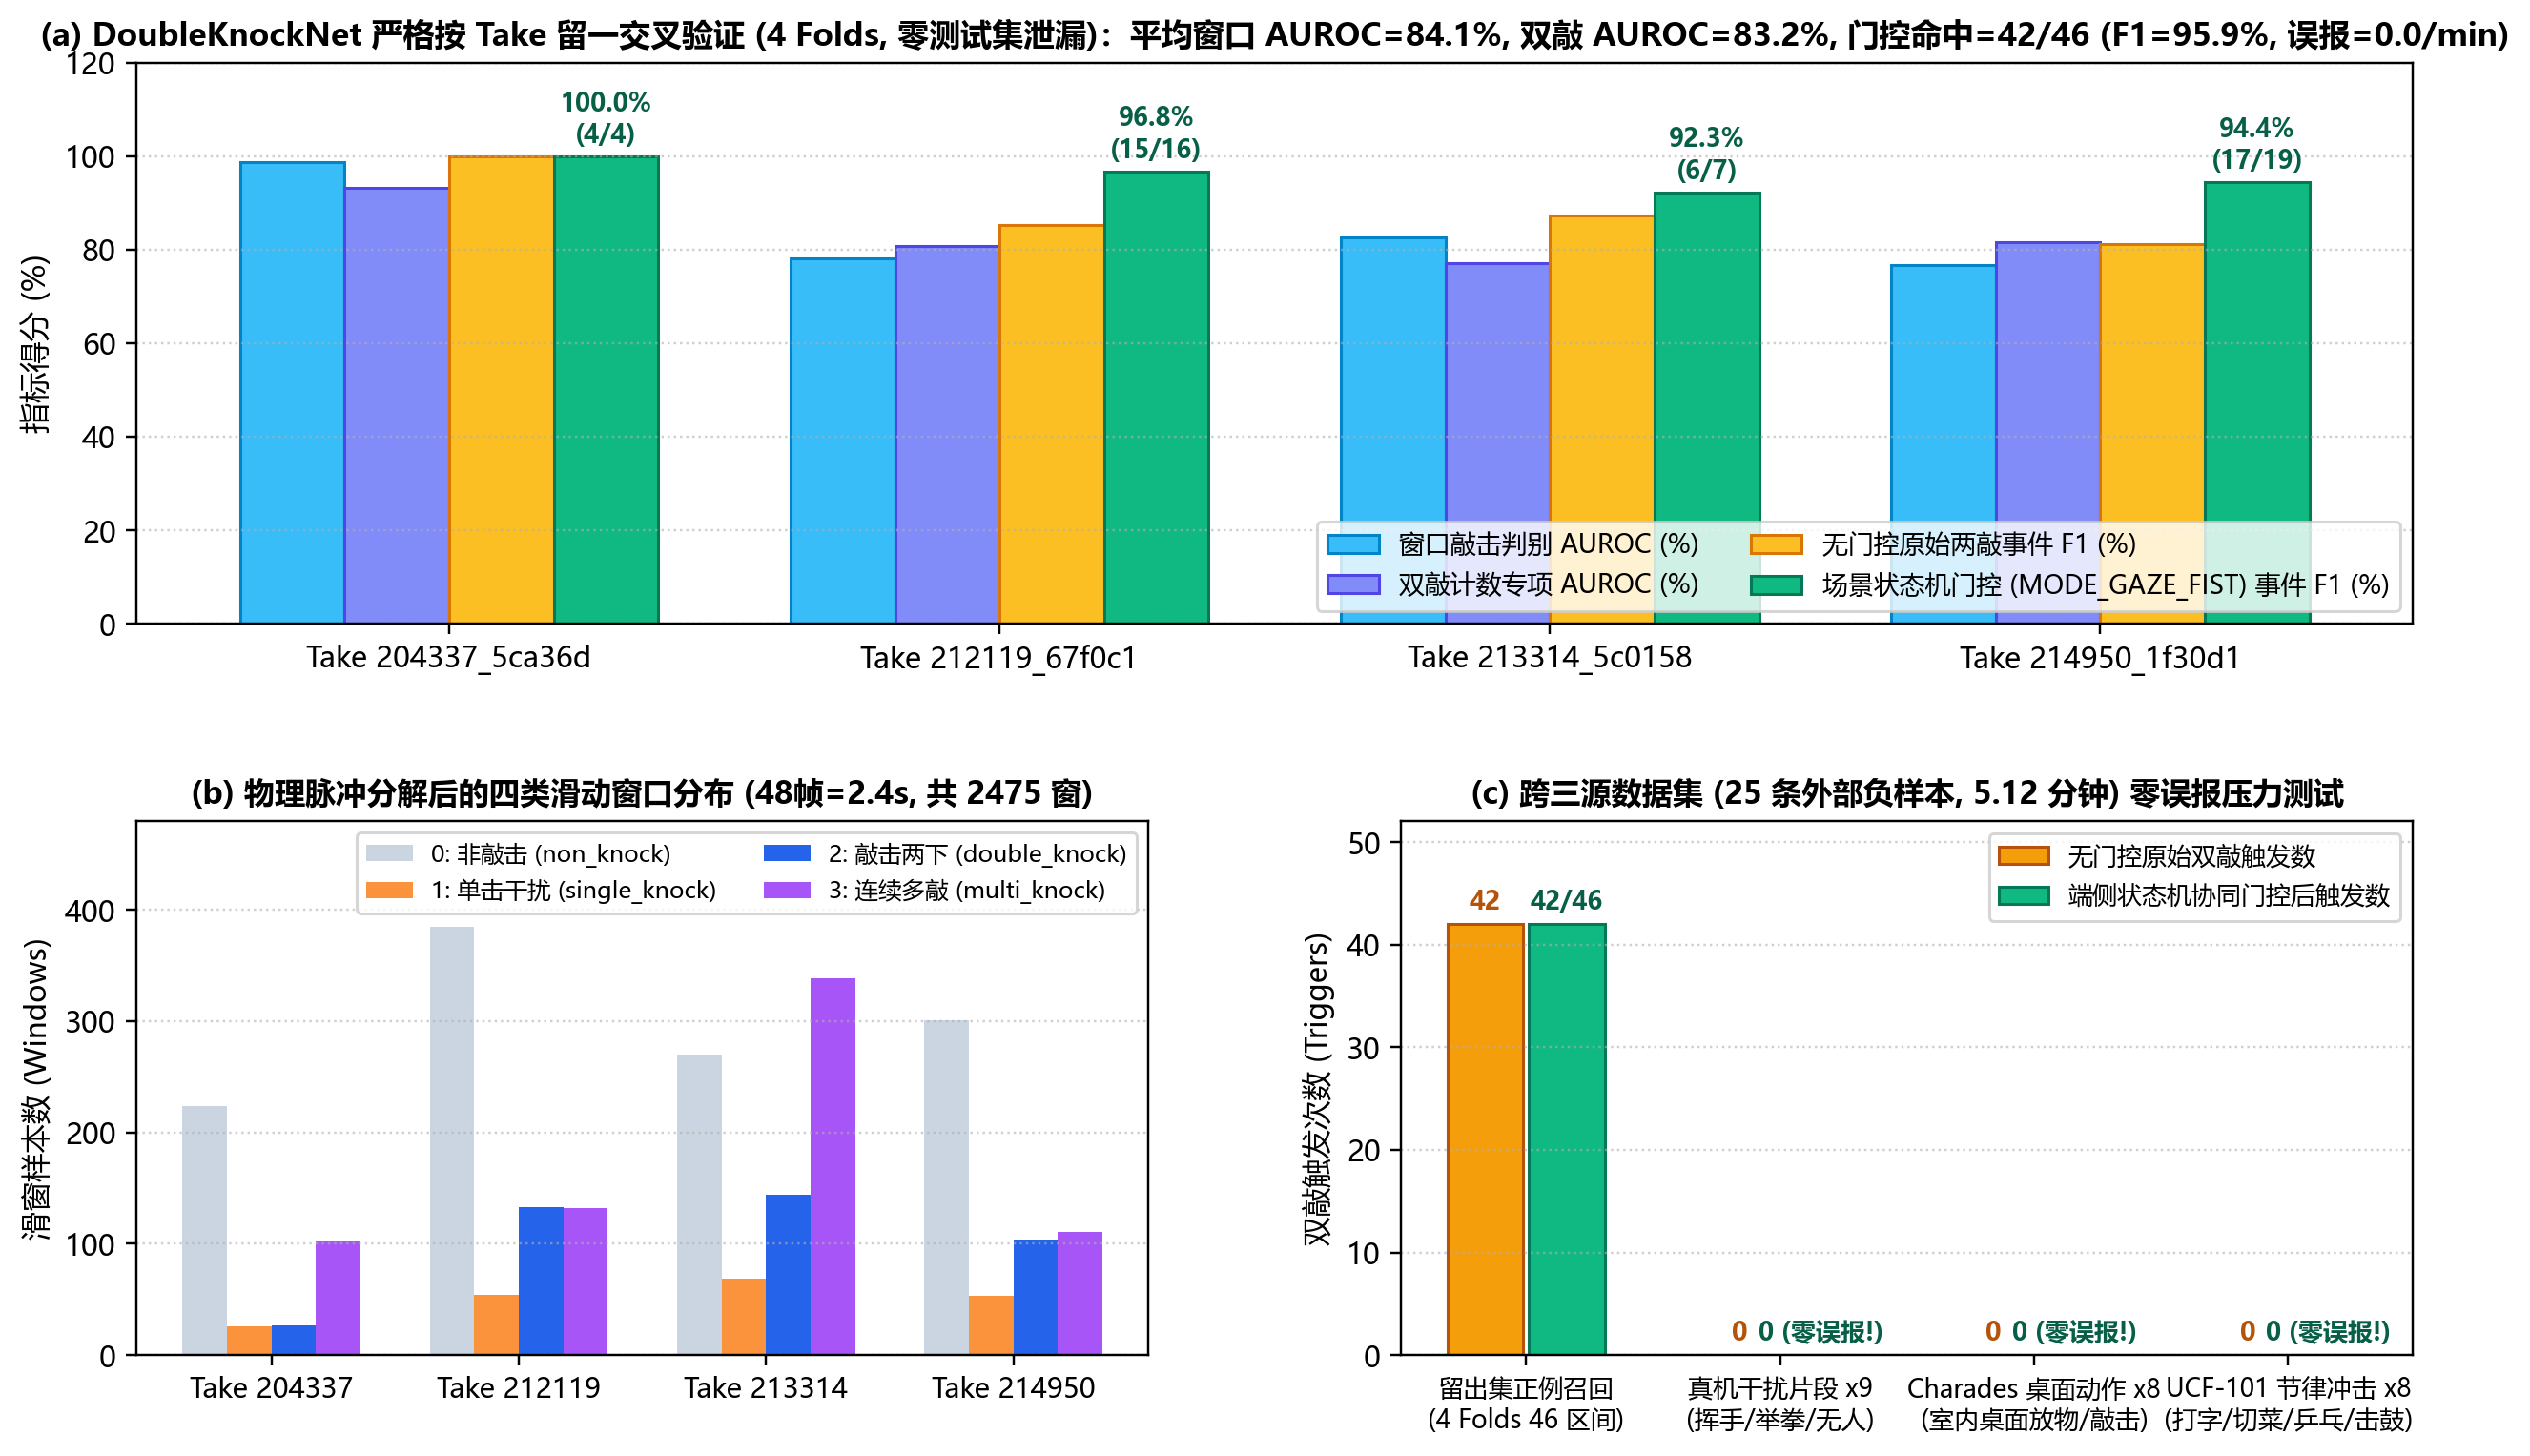 (a) DoubleKnockNet 严格按 Take 留一交叉验证 (4 Folds, 零测试集泄漏)：平均窗口 AUROC=84.1%, 双敲 AUROC=83.2%, 门控命中=42/46 (F1=95.9%, 误报=0.0/min)
指标得分 (%)
120
100
80
60
40
20
0
100.0%
(4/4)
96.8%
(15/16)
92.3%
(6/7)
94.4%
(17/19)
窗口敲击判别 AUROC (%)
双敲计数专项 AUROC (%)
无门控原始两敲事件 F1 (%)
场景状态机门控 (MODE_GAZE_FIST) 事件 F1 (%)
Take 204337_5ca36d
Take 212119_67f0c1
Take 213314_5c0158
Take 214950_1f30d1
(b) 物理脉冲分解后的四类滑动窗口分布 (48帧=2.4s, 共 2475 窗)
滑窗样本数 (Windows)
400
300
200
100
0
0: 非敲击 (non_knock)
1: 单击干扰 (single_knock)
2: 敲击两下 (double_knock)
3: 连续多敲 (multi_knock)
Take 204337
Take 212119
Take 213314
Take 214950
(c) 跨三源数据集 (25 条外部负样本, 5.12 分钟) 零误报压力测试
双敲触发次数 (Triggers)
50
40
30
20
10
0
无门控原始双敲触发数
端侧状态机协同门控后触发数
42
42/46
0
0 (零误报!)
0
0 (零误报!)
0
0 (零误报!)
留出集正例召回
(4 Folds 46 区间)
真机干扰片段 x9
(挥手/举拳/无人)
Charades 桌面动作 x8
(室内桌面放物/敲击)
UCF-101 节律冲击 x8
(打字/切菜/乒乓/击鼓)